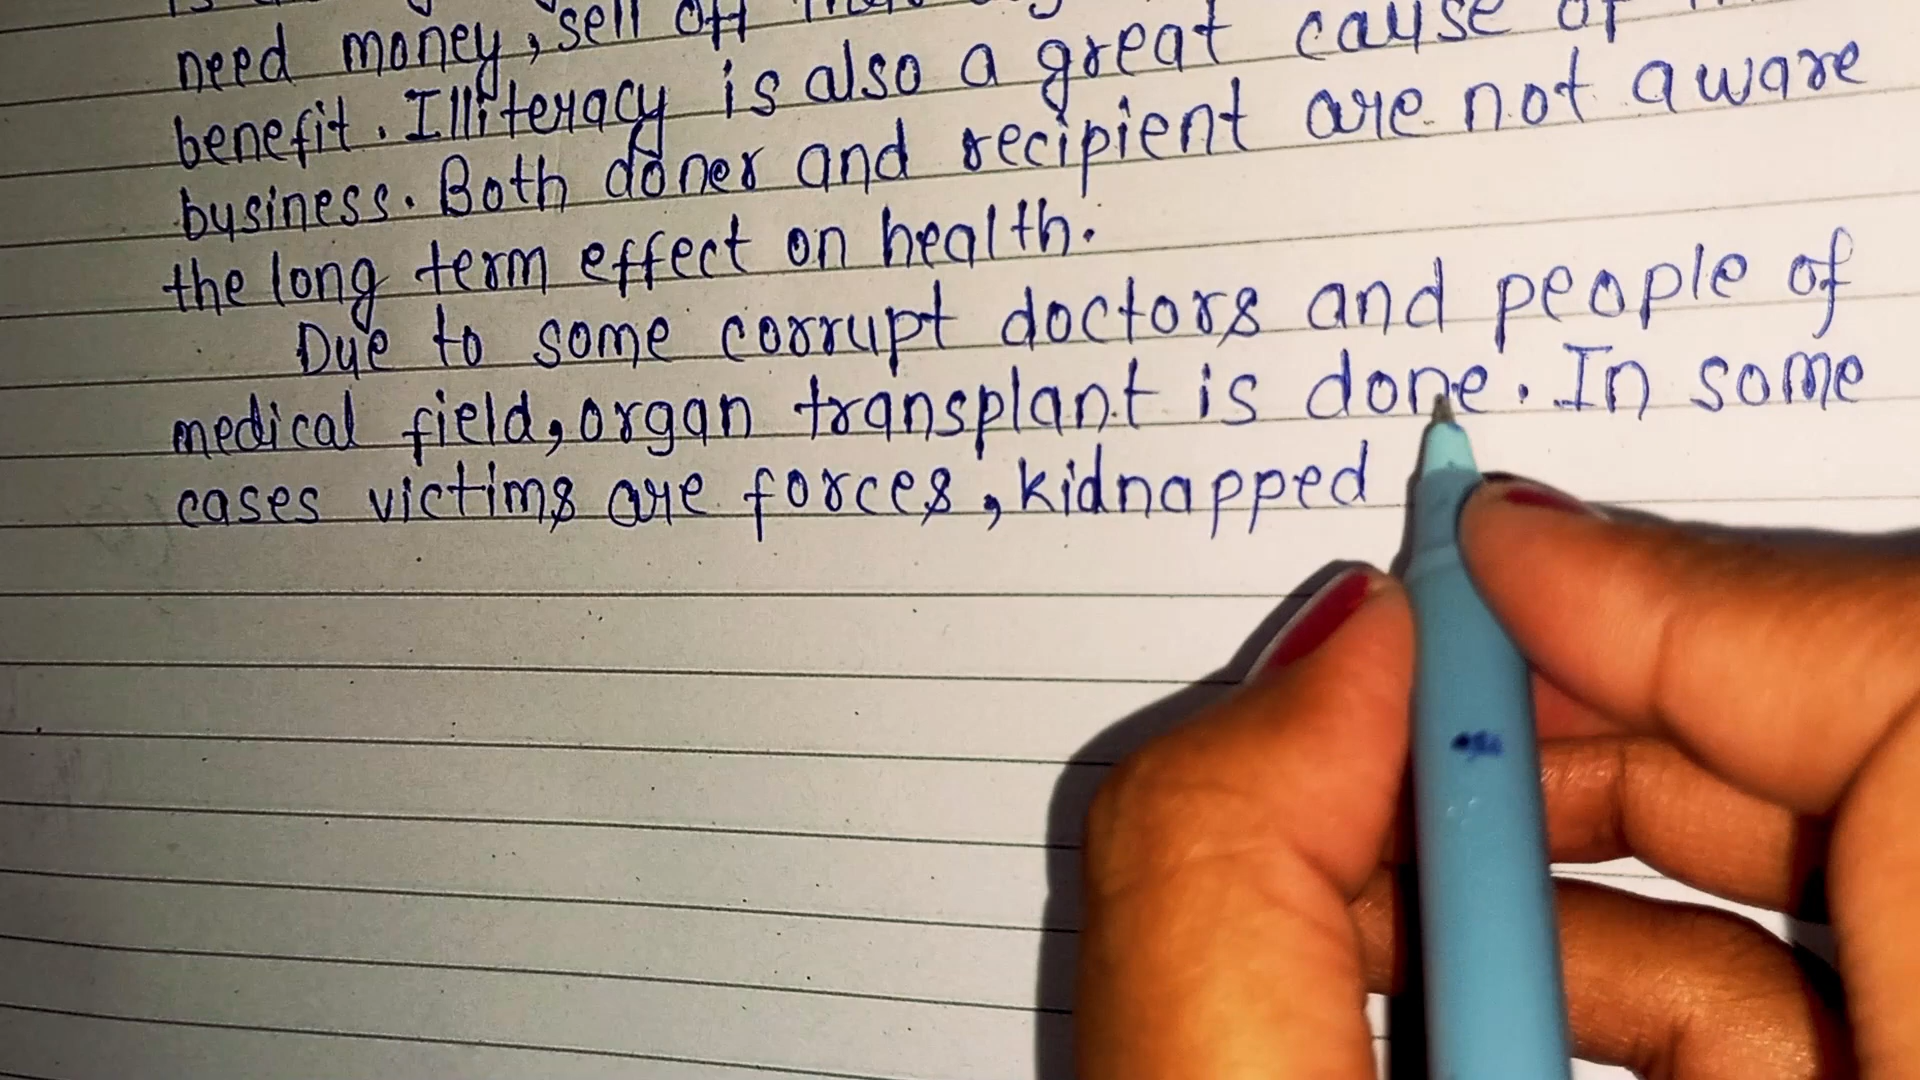 need money, sell off
benefit. Illiteracy is also a great cause of
business. Both doner and recipient are not aware
the long term effect on health.
Due to some corrupt doctors and people of
medical field, organ transplant is done. In some
cases victims are forces, kidnapped